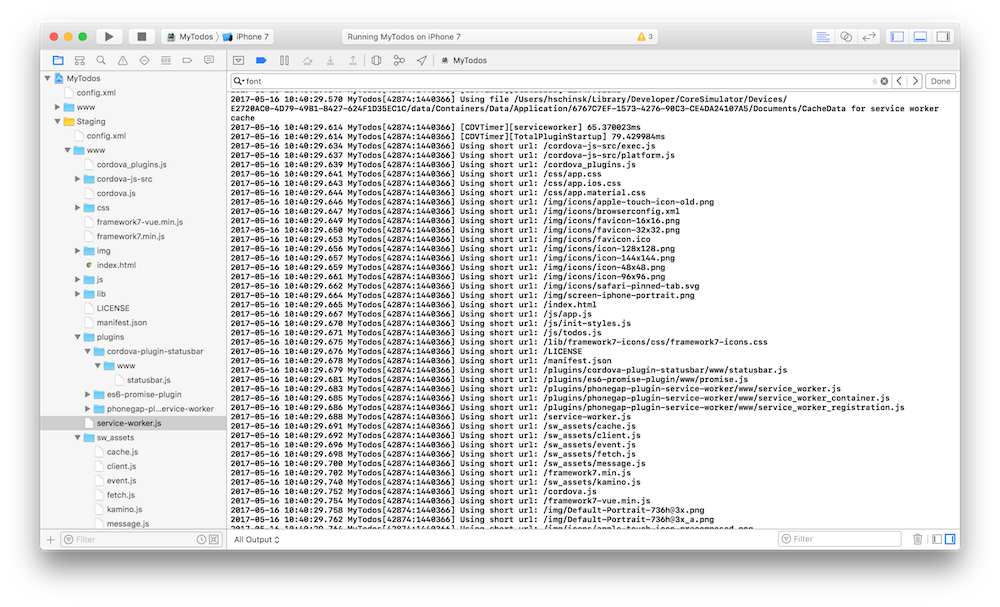 MyTodos
iPhone 7
Running MyTodos on iPhone 7
3
MyTodos
MyTodos
config.xml
www
Staging
config.xml
www
cordova_plugins.js
cordova-js-src
cordova.js
css
framework7-vue.min.js
framework7.min.js
img
index.html
js
lib
LICENSE
manifest.json
plugins
cordova-plugin-statusbar
www
statusbar.js
es6-promise-plugin
phonegap-pl...ervice-worker
service-worker.js
sw_assets
cache.js
client.js
event.js
fetch.js
kamino.js
message.js
Filter
font
6
Done
2017-05-16 10:40:29.570 MyTodos[42874:1440366] Using file /Users/hschinsk/Library/Developer/CoreSimulator/Devices/
E2720AC0-4D79-49B1-8427-624F1D35EC1C/data/Containers/Data/Application/6767C7EF-1573-4276-90C3-CE4DA24107A5/Documents/CacheData for service worker
cache
2017-05-16 10:40:29.614 MyTodos[42874:1440366] [CDVTimer][serviceworker] 65.370023ms
2017-05-16 10:40:29.614 MyTodos[42874:1440366] [CDVTimer][TotalPluginStartup] 79.429984ms
2017-05-16 10:40:29.634 MyTodos[42874:1440366] Using short url: /cordova-js-src/exec.js
2017-05-16 10:40:29.637 MyTodos[42874:1440366] Using short url: /cordova-js-src/platform.js
2017-05-16 10:40:29.639 MyTodos[42874:1440366] Using short url: /cordova_plugins.js
2017-05-16 10:40:29.641 MyTodos[42874:1440366] Using short url: /css/app.css
2017-05-16 10:40:29.643 MyTodos[42874:1440366] Using short url: /css/app.ios.css
2017-05-16 10:40:29.644 MyTodos[42874:1440366] Using short url: /css/app.material.css
2017-05-16 10:40:29.646 MyTodos[42874:1440366] Using short url: /img/icons/apple-touch-icon-old.png
2017-05-16 10:40:29.647 MyTodos[42874:1440366] Using short url: /img/icons/browserconfig.xml
2017-05-16 10:40:29.649 MyTodos[42874:1440366] Using short url: /img/icons/favicon-16x16.png
2017-05-16 10:40:29.650 MyTodos[42874:1440366] Using short url: /img/icons/favicon-32x32.png
2017-05-16 10:40:29.653 MyTodos[42874:1440366] Using short url: /img/icons/favicon.ico
2017-05-16 10:40:29.656 MyTodos[42874:1440366] Using short url: /img/icons/icon-128x128.png
2017-05-16 10:40:29.657 MyTodos[42874:1440366] Using short url: /img/icons/icon-144x144.png
2017-05-16 10:40:29.659 MyTodos[42874:1440366] Using short url: /img/icons/icon-48x48.png
2017-05-16 10:40:29.661 MyTodos[42874:1440366] Using short url: /img/icons/icon-96x96.png
2017-05-16 10:40:29.662 MyTodos[42874:1440366] Using short url: /img/icons/safari-pinned-tab.svg
2017-05-16 10:40:29.664 MyTodos[42874:1440366] Using short url: /img/screen-iphone-portrait.png
2017-05-16 10:40:29.665 MyTodos[42874:1440366] Using short url: /index.html
2017-05-16 10:40:29.667 MyTodos[42874:1440366] Using short url: /js/app.js
2017-05-16 10:40:29.670 MyTodos[42874:1440366] Using short url: /js/init-styles.js
2017-05-16 10:40:29.671 MyTodos[42874:1440366] Using short url: /js/todos.js
2017-05-16 10:40:29.675 MyTodos[42874:1440366] Using short url: /lib/framework7-icons/css/framework7-icons.css
2017-05-16 10:40:29.676 MyTodos[42874:1440366] Using short url: /LICENSE
2017-05-16 10:40:29.678 MyTodos[42874:1440366] Using short url: /manifest.json
2017-05-16 10:40:29.679 MyTodos[42874:1440366] Using short url: /plugins/cordova-plugin-statusbar/www/statusbar.js
2017-05-16 10:40:29.681 MyTodos[42874:1440366] Using short url: /plugins/es6-promise-plugin/www/promise.js
2017-05-16 10:40:29.683 MyTodos[42874:1440366] Using short url: /plugins/phonegap-plugin-service-worker/www/service_worker.js
2017-05-16 10:40:29.685 MyTodos[42874:1440366] Using short url: /plugins/phonegap-plugin-service-worker/www/service_worker_container.js
2017-05-16 10:40:29.686 MyTodos[42874:1440366] Using short url: /plugins/phonegap-plugin-service-worker/www/service_worker_registration.js
2017-05-16 10:40:29.688 MyTodos[42874:1440366] Using short url: /service-worker.js
2017-05-16 10:40:29.691 MyTodos[42874:1440366] Using short url: /sw_assets/cache.js
2017-05-16 10:40:29.692 MyTodos[42874:1440366] Using short url: /sw_assets/client.js
2017-05-16 10:40:29.696 MyTodos[42874:1440366] Using short url: /sw_assets/event.js
2017-05-16 10:40:29.698 MyTodos[42874:1440366] Using short url: /sw_assets/fetch.js
2017-05-16 10:40:29.700 MyTodos[42874:1440366] Using short url: /sw_assets/message.js
2017-05-16 10:40:29.702 MyTodos[42874:1440366] Using short url: /framework7.min.js
2017-05-16 10:40:29.740 MyTodos[42874:1440366] Using short url: /sw_assets/kamino.js
2017-05-16 10:40:29.752 MyTodos[42874:1440366] Using short url: /cordova.js
2017-05-16 10:40:29.754 MyTodos[42874:1440366] Using short url: /framework7-vue.min.js
2017-05-16 10:40:29.758 MyTodos[42874:1440366] Using short url: /img/Default-Portrait-736h@3x.png
2017-05-16 10:40:29.762 MyTodos[42874:1440366] Using short url: /img/Default-Portrait-736h@3x_a.png
2017-05-16 10:40:29.764 MyTodos[42874:1440366] Using short url: /img/icons/apple-touch-icon-precomposed.png
All Output
Filter